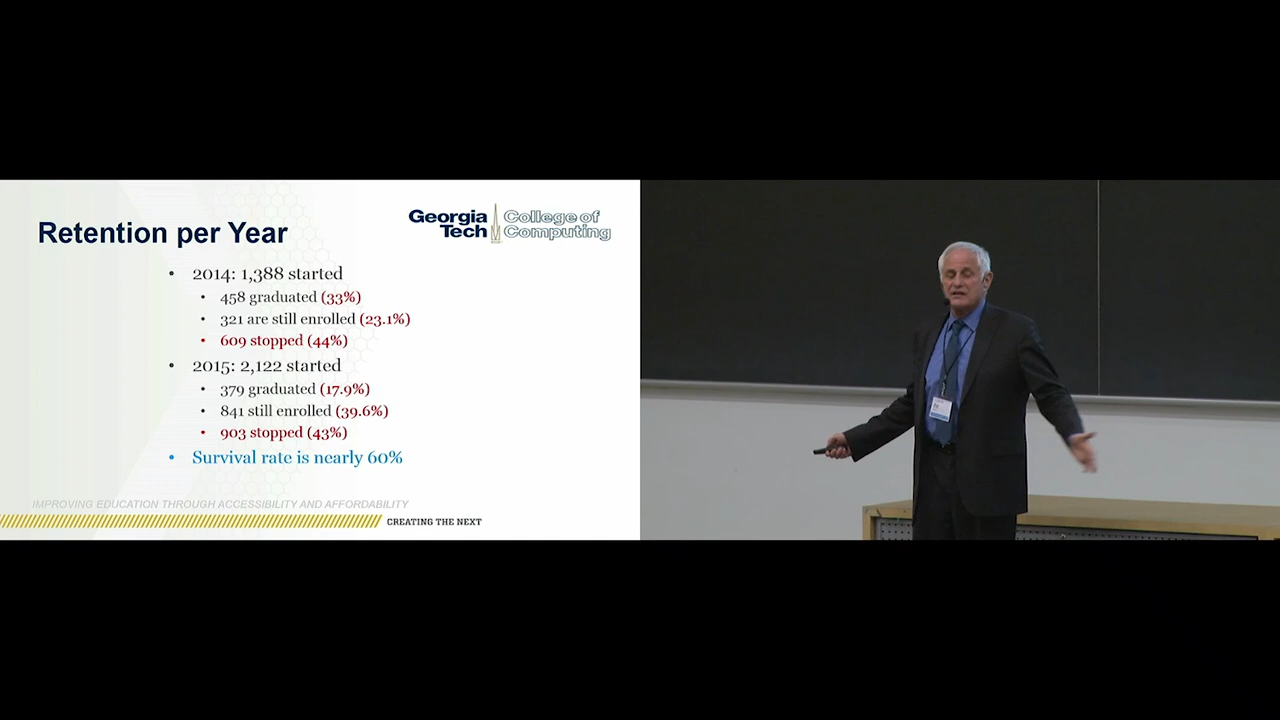 Retention per Year
Georgia Tech
College of Computing
• 2014: 1,388 started
• 458 graduated (33%)
• 321 are still enrolled (23.1%)
• 609 stopped (44%)
• 2015: 2,122 started
• 379 graduated (17.9%)
• 841 still enrolled (39.6%)
• 903 stopped (43%)
• Survival rate is nearly 60%
IMPROVING EDUCATION THROUGH ACCESSIBILITY AND AFFORDABILITY
CREATING THE NEXT